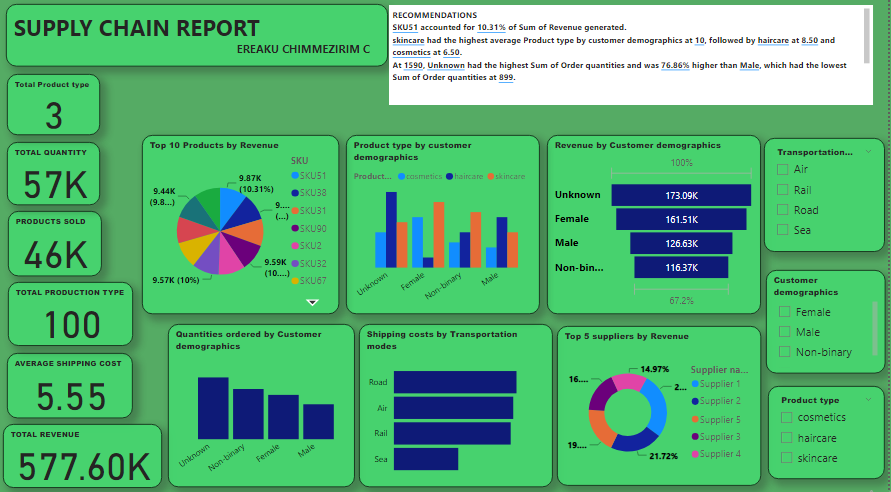 SUPPLY CHAIN REPORT
EREAKU CHIMMEZIRIM C
RECOMMENDATIONS
SKU51 accounted for 10.31% of Sum of Revenue generated.
skincare had the highest average Product type by customer demographics at 10, followed by haircare at 8.50 and
cosmetics at 6.50.
At 1590, Unknown had the highest Sum of Order quantities and was 76.86% higher than Male, which had the lowest
Sum of Order quantities at 899.
Total Product type
3
TOTAL QUANTITY
57K
PRODUCTS SOLD
46K
TOTAL PRODUCTION TYPE
100
AVERAGE SHIPPING COST
5.55
TOTAL REVENUE
577.60K
Top 10 Products by Revenue
SKU
SKU51
SKU38
SKU31
SKU90
SKU2
SKU32
SKU67
9.87K
(10.31%)
9....
(...)
9.59K
(10....)
9.57K (10%)
9.44K
(9.8...)
Product type by customer
demographics
Product... cosmetics haircare skincare
Unknown
Female
Non-binary
Male
Revenue by Customer demographics
100%
Unknown 173.09K
Female 161.51K
Male 126.63K
Non-bin... 116.37K
67.2%
Transportation...
Air
Rail
Road
Sea
Customer
demographics
Female
Male
Non-binary
Product type
cosmetics
haircare
skincare
Quantities ordered by Customer
demographics
Unknown
Non-binary
Female
Male
Shipping costs by Transportation
modes
Road
Air
Rail
Sea
Top 5 suppliers by Revenue
14.97%
2...
21.72%
19....
16....
Supplier na...
Supplier 1
Supplier 2
Supplier 5
Supplier 3
Supplier 4